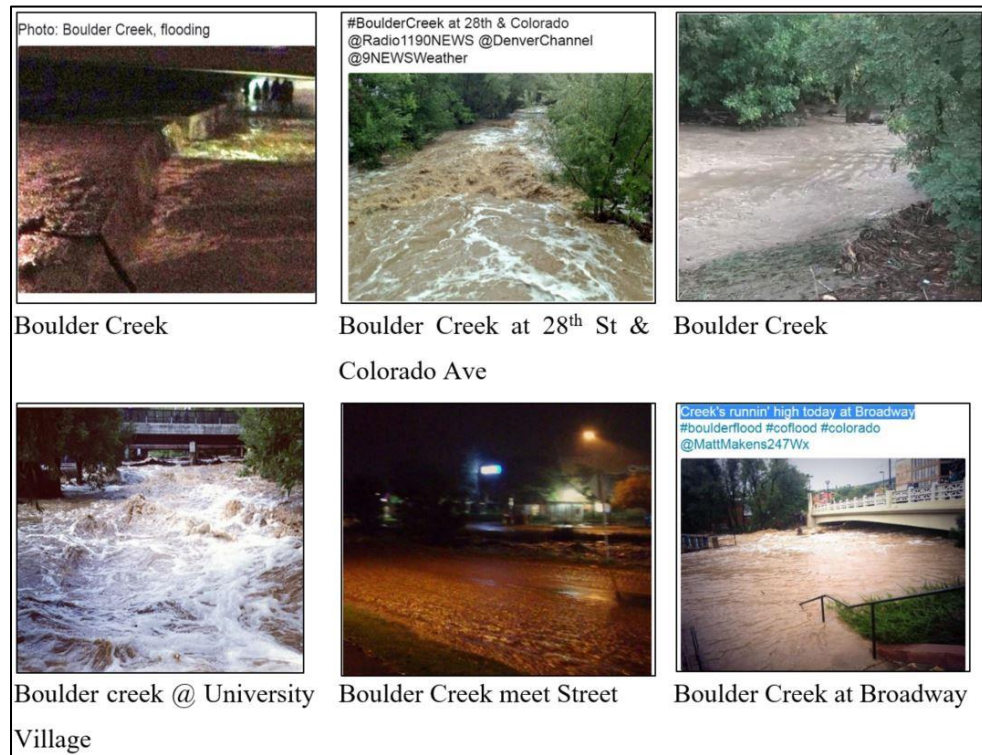 Photo: Boulder Creek, flooding
#BoulderCreek at 28th & Colorado
@Radio1190NEWS @DenverChannel
@9NEWSWeather
Boulder Creek
Boulder Creek at 28th St &
Colorado Ave
Boulder Creek
Creek's runnin' high today at Broadway
#boulderflood #coflood #colorado
@MattMakens247Wx
Boulder creek @ University
Village
Boulder Creek meet Street
Boulder Creek at Broadway